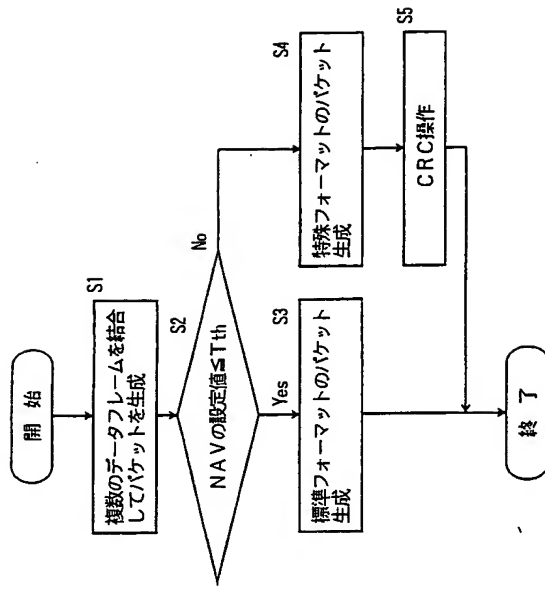 開 始
S1
複数のデータフレームを結合
してパケットを生成
S2
NAVの設定値≦Tth
No
Yes
S3
標準フォーマットのパケット
生成
S4
特殊フォーマットのパケット
生成
S5
CRC操作
終 了